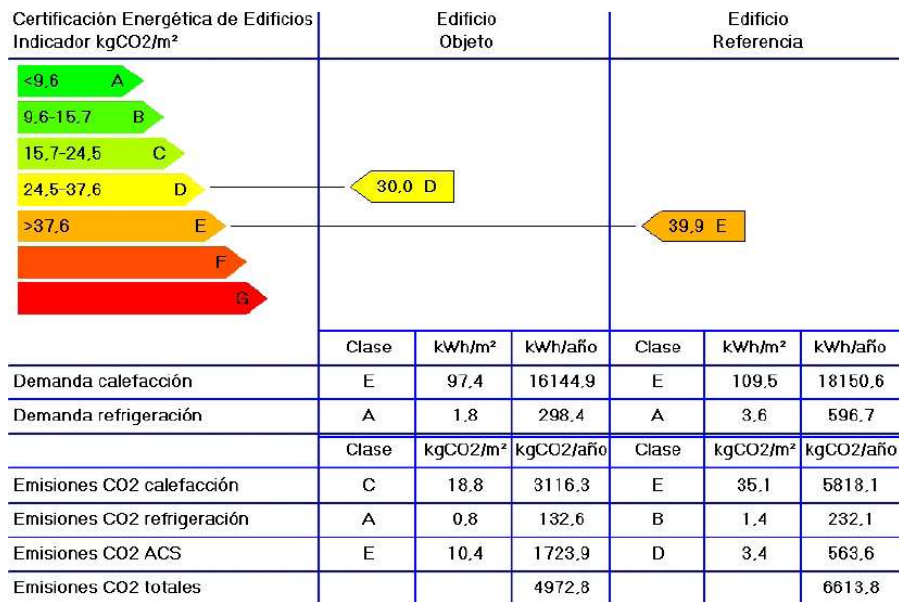 Certificación Energética de Edificios
Indicador kgCO2/m²
Edificio
Objeto
Edificio
Referencia
<9,6 A
9,6-15,7 B
15,7-24,5 C
24,5-37,6 D
30,0 D
>37,6 E
39,9 E
F
G
Clase kWh/m² kWh/año Clase kWh/m² kWh/año
Demanda calefacción E 97,4 16144,9 E 109,5 18150,6
Demanda refrigeración A 1,8 298,4 A 3,6 596,7
Clase kgCO2/m² kgCO2/año Clase kgCO2/m² kgCO2/año
Emisiones CO2 calefacción C 18,8 3116,3 E 35,1 5818,1
Emisiones CO2 refrigeración A 0,8 132,6 B 1,4 232,1
Emisiones CO2 ACS E 10,4 1723,9 D 3,4 563,6
Emisiones CO2 totales 4972,8 6613,8